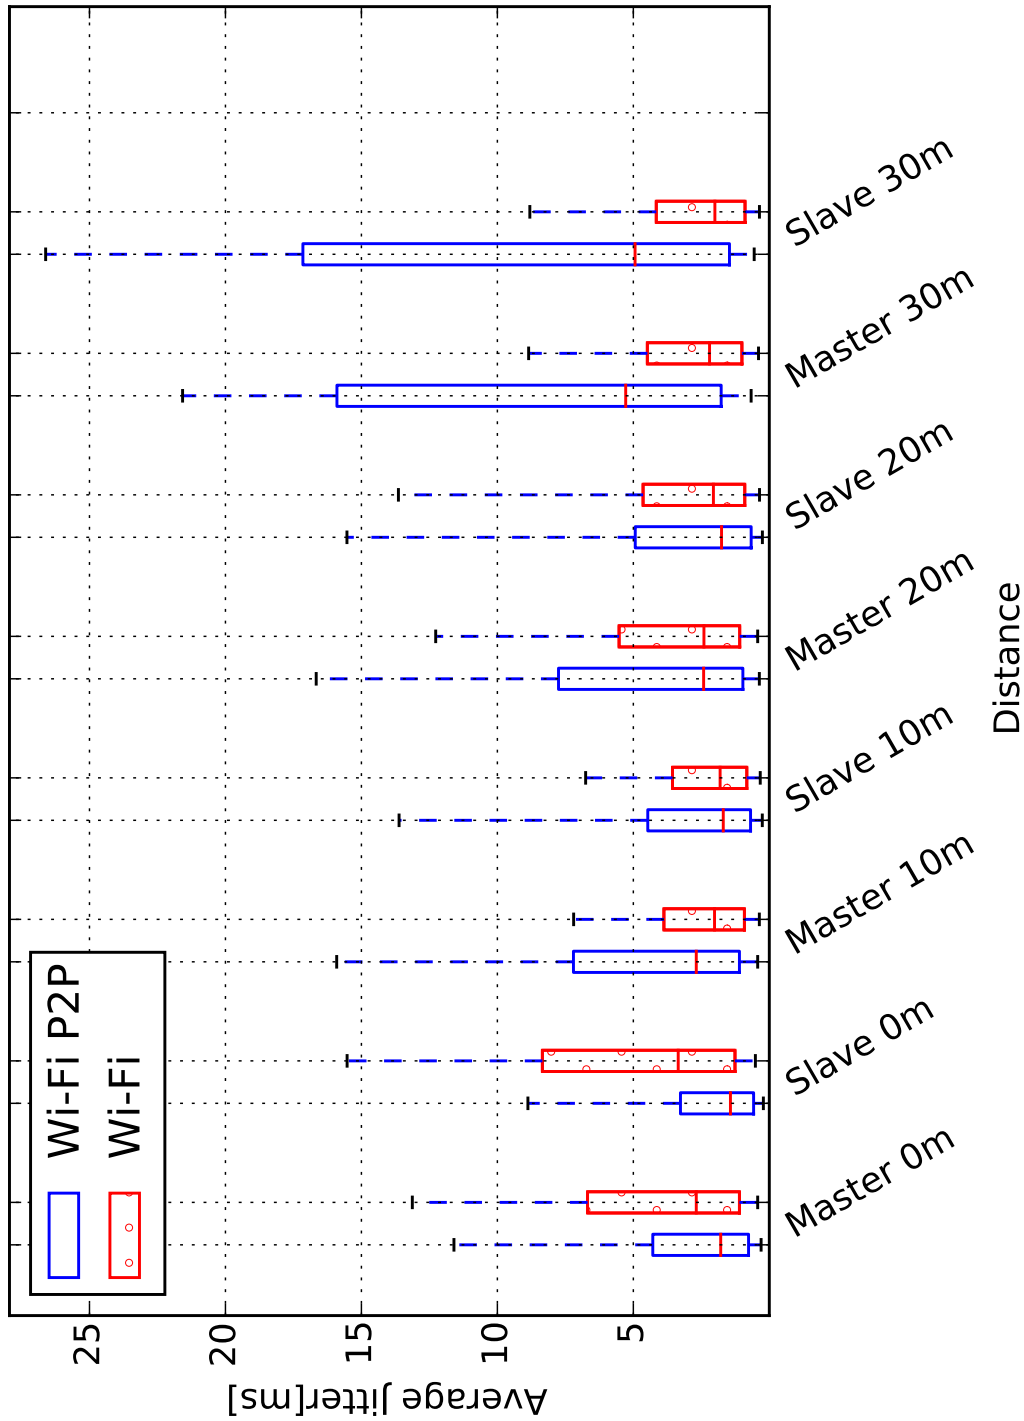 Wi-Fi P2P
Wi-Fi
25
20
15
10
5
Average Jitter[ms]
Master 0m
Slave 0m
Master 10m
Slave 10m
Master 20m
Slave 20m
Master 30m
Slave 30m
Distance